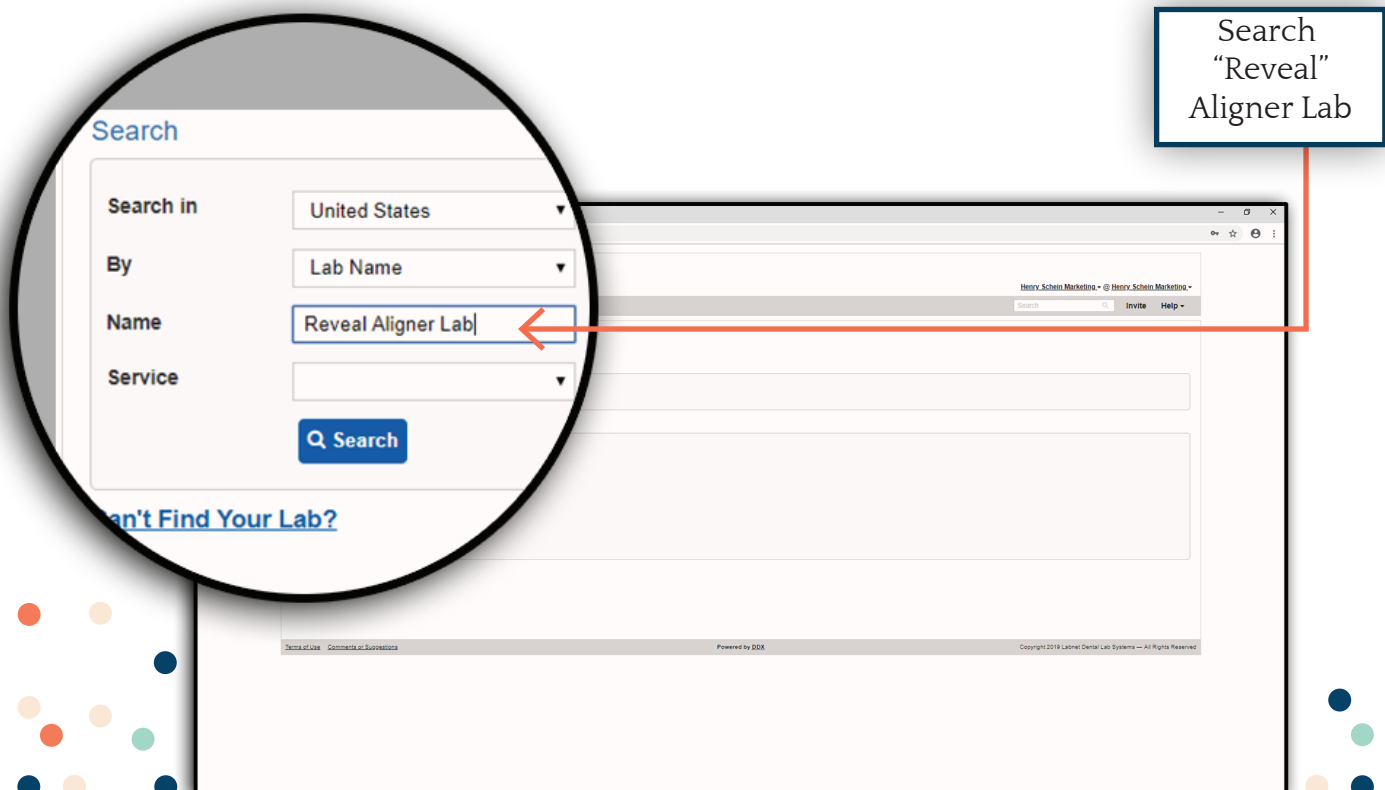 Search
“Reveal”
Aligner Lab
Search
Search in
United States
By
Lab Name
Name
Reveal Aligner Lab
Service
Search
an't Find Your Lab?
Henry Schein Marketing @ Henry Schein Marketing
Search
Invite Help
Terms of Use Comments or Suggestions
Powered by DDX
Copyright 2019 Labnet Dental Lab Systems — All Rights Reserved